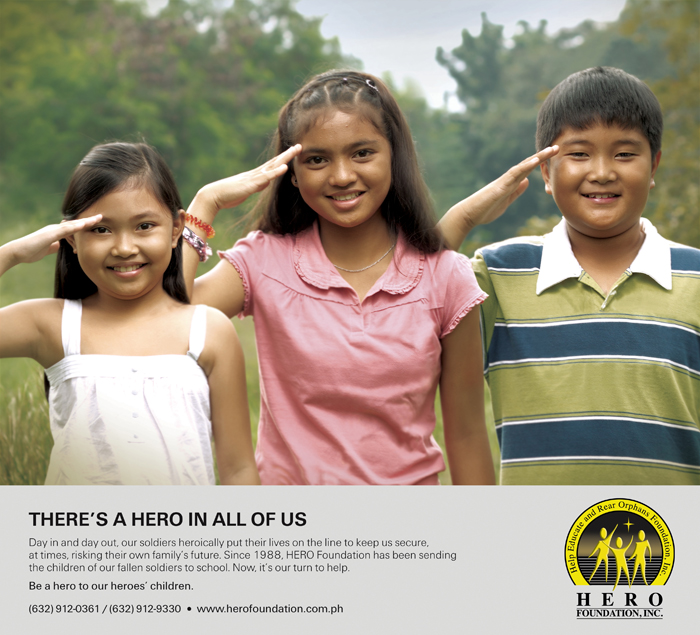 THERE'S A HERO IN ALL OF US
Day in and day out, our soldiers heroically put their lives on the line to keep us secure,
at times, risking their own family's future. Since 1988, HERO Foundation has been sending
the children of our fallen soldiers to school. Now, it's our turn to help.
Be a hero to our heroes' children.
(632) 912-0361 / (632) 912-9330 • www.herofoundation.com.ph
Help Educate and Rear Orphans Foundation, Inc.
HERO
FOUNDATION, INC.